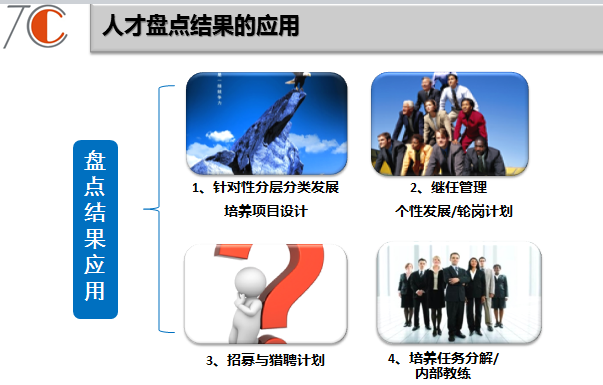 7C
人才盘点结果的应用
盘点结果应用
1、针对性分层分类发展
培养项目设计
2、继任管理
个性发展/轮岗计划
3、招募与猎聘计划
4、培养任务分解/
内部教练